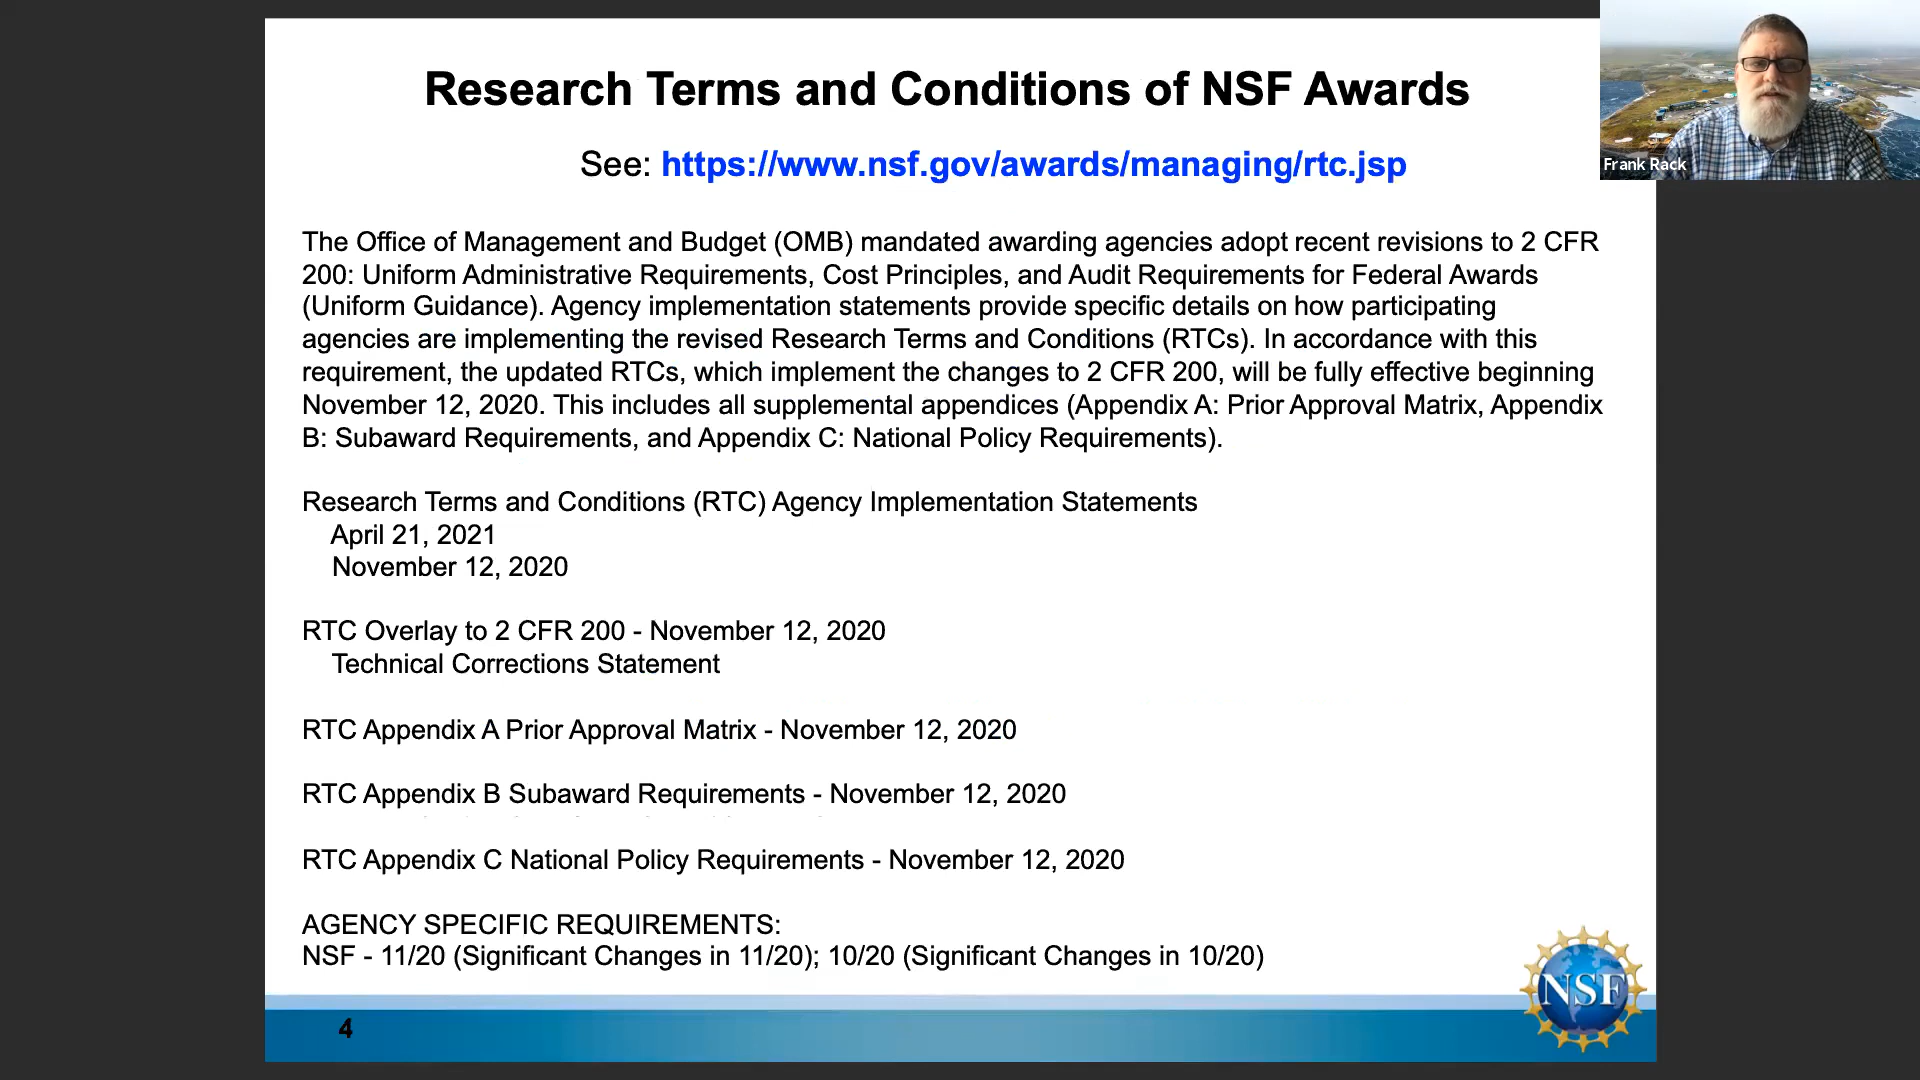 Research Terms and Conditions of NSF Awards
See: https://www.nsf.gov/awards/managing/rtc.jsp
Frank Rack
The Office of Management and Budget (OMB) mandated awarding agencies adopt recent revisions to 2 CFR
200: Uniform Administrative Requirements, Cost Principles, and Audit Requirements for Federal Awards
(Uniform Guidance). Agency implementation statements provide specific details on how participating
agencies are implementing the revised Research Terms and Conditions (RTCs). In accordance with this
requirement, the updated RTCs, which implement the changes to 2 CFR 200, will be fully effective beginning
November 12, 2020. This includes all supplemental appendices (Appendix A: Prior Approval Matrix, Appendix
B: Subaward Requirements, and Appendix C: National Policy Requirements).
Research Terms and Conditions (RTC) Agency Implementation Statements
April 21, 2021
November 12, 2020
RTC Overlay to 2 CFR 200 - November 12, 2020
Technical Corrections Statement
RTC Appendix A Prior Approval Matrix - November 12, 2020
RTC Appendix B Subaward Requirements - November 12, 2020
RTC Appendix C National Policy Requirements - November 12, 2020
AGENCY SPECIFIC REQUIREMENTS:
NSF - 11/20 (Significant Changes in 11/20); 10/20 (Significant Changes in 10/20)
NSF
4